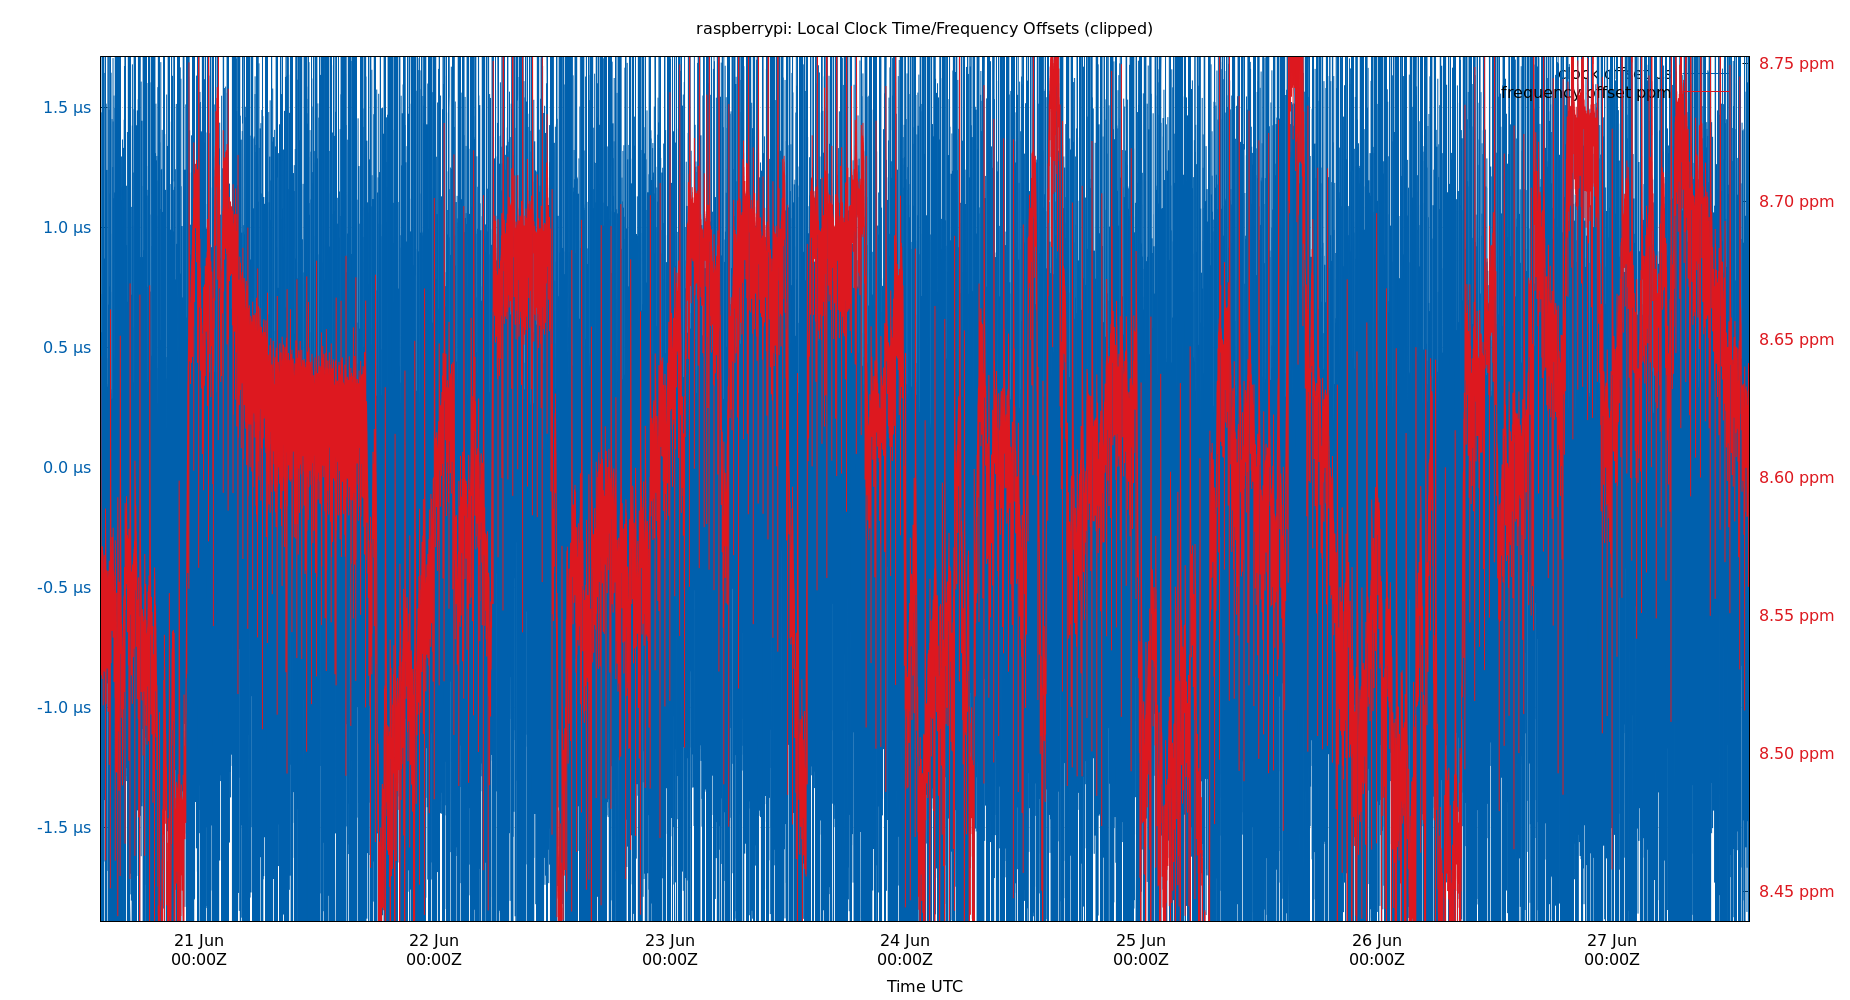 raspberrypi: Local Clock Time/Frequency Offsets (clipped)
clock offset µs
frequency offset ppm
1.5 µs
1.0 µs
0.5 µs
0.0 µs
-0.5 µs
-1.0 µs
-1.5 µs
8.75 ppm
8.70 ppm
8.65 ppm
8.60 ppm
8.55 ppm
8.50 ppm
8.45 ppm
21 Jun 22 Jun 23 Jun 24 Jun 25 Jun 26 Jun 27 Jun
00:00Z 00:00Z 00:00Z 00:00Z 00:00Z 00:00Z 00:00Z
Time UTC